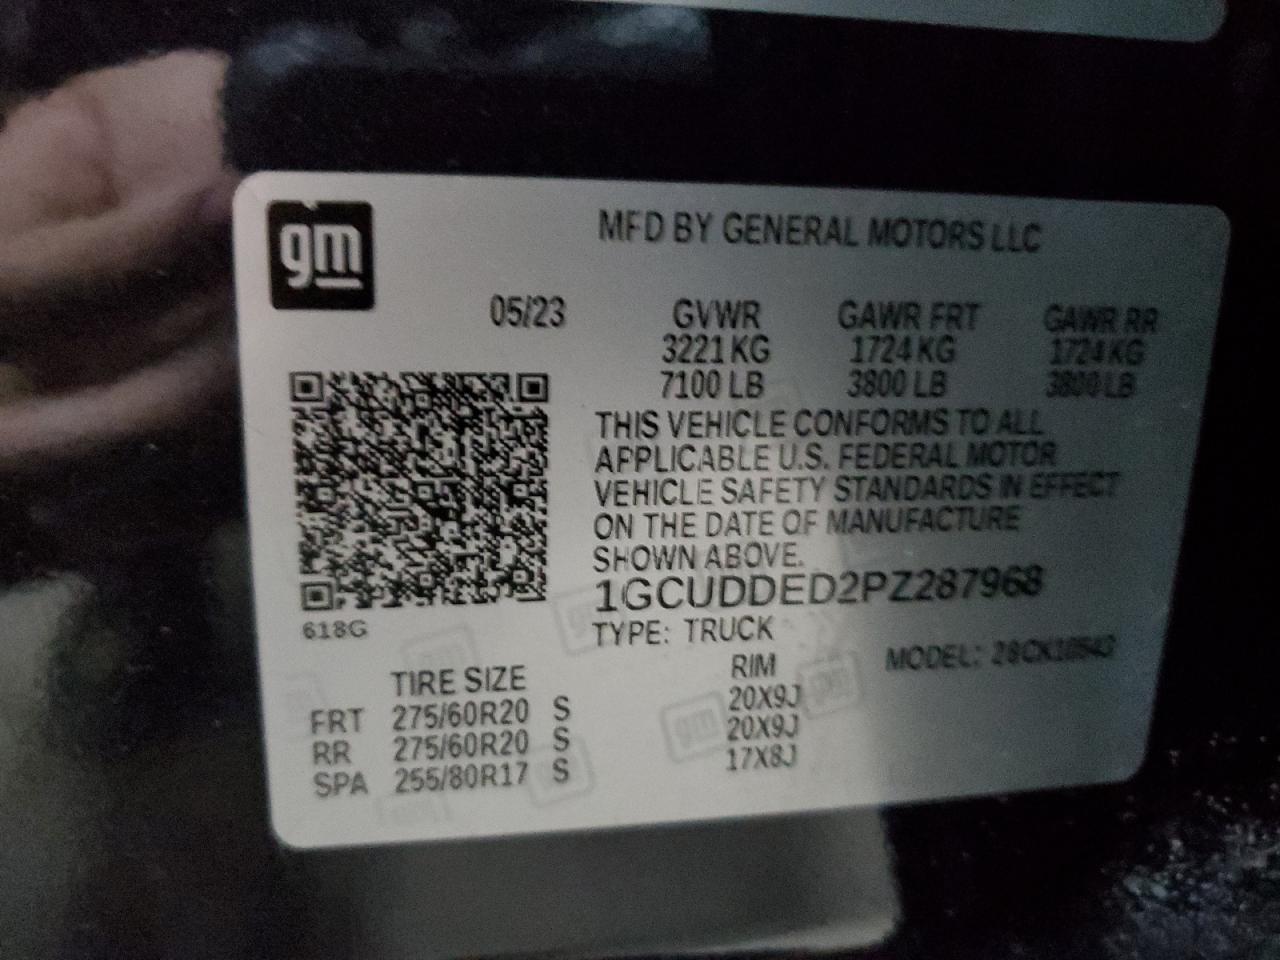 gm
MFD BY GENERAL MOTORS LLC
05/23 GVWR GAWR FRT GAWR RR
3221 KG 1724 KG 1724 KG
7100 LB 3800 LB 3800 LB
THIS VEHICLE CONFORMS TO ALL
APPLICABLE U.S. FEDERAL MOTOR
VEHICLE SAFETY STANDARDS IN EFFECT
ON THE DATE OF MANUFACTURE
SHOWN ABOVE.
1GCUDDED2PZ287968
618G
TYPE: TRUCK
MODEL:
TIRE SIZE RIM
FRT 275/60R20 S 20X9J
RR 275/60R20 S 20X9J
SPA 255/80R17 S 17X8J